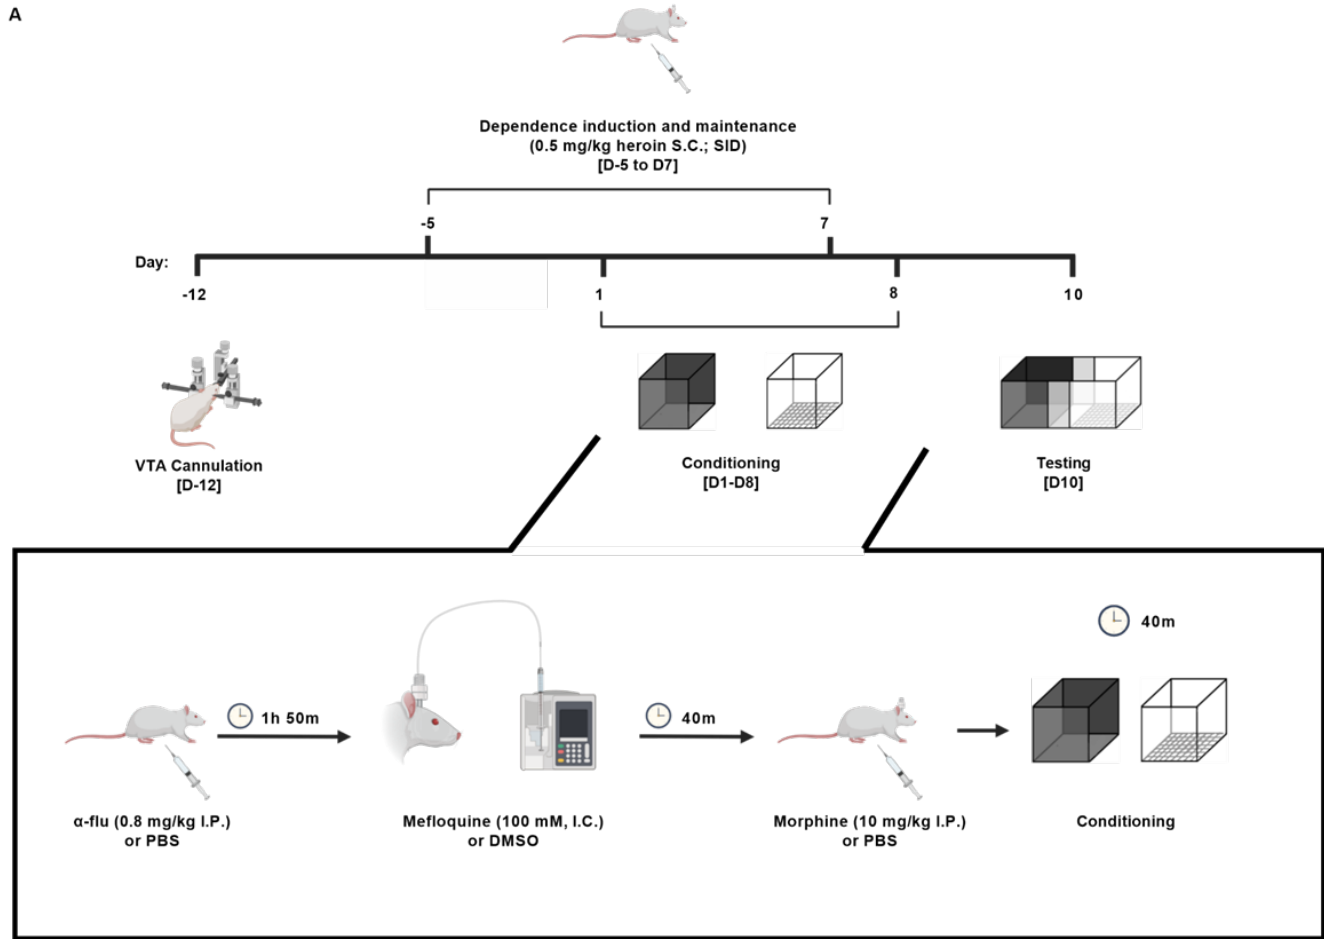 A
Dependence induction and maintenance
(0.5 mg/kg heroin S.C.; SID)
[D-5 to D7]
-5
7
Day:
-12
1
8
10
VTA Cannulation
[D-12]
Conditioning
[D1-D8]
Testing
[D10]
40m
1h 50m
40m
α-flu (0.8 mg/kg I.P.)
or PBS
Mefloquine (100 mM, I.C.)
or DMSO
Morphine (10 mg/kg I.P.)
or PBS
Conditioning